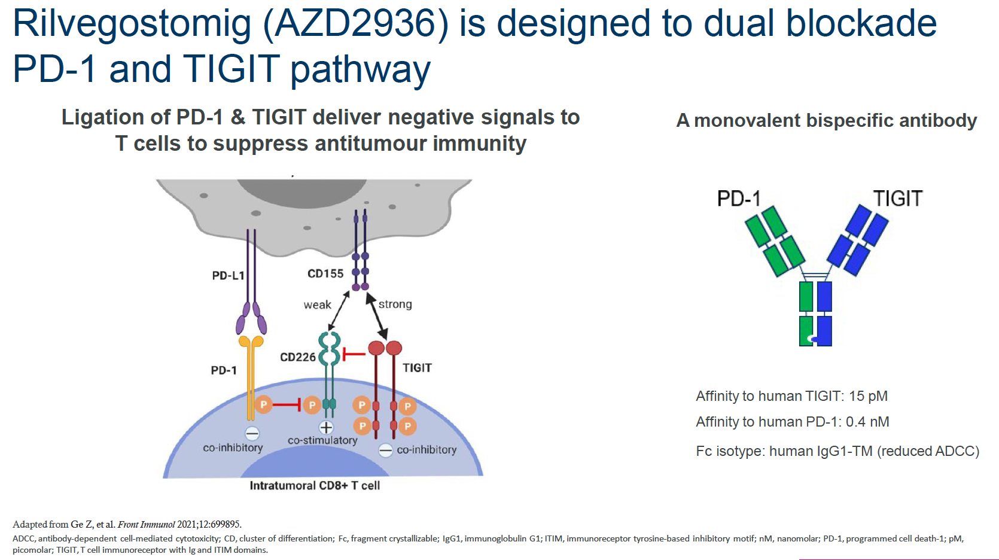 Rilvegostomig (AZD2936) is designed to dual blockade
PD-1 and TIGIT pathway
Ligation of PD-1 & TIGIT deliver negative signals to
T cells to suppress antitumour immunity
PD-L1
CD155
weak
strong
CD226
PD-1
TIGIT
P
P
P
P
P
P
−
co-inhibitory
+
co-stimulatory
−
co-inhibitory
Intratumoral CD8+ T cell
A monovalent bispecific antibody
PD-1
TIGIT
Affinity to human TIGIT: 15 pM
Affinity to human PD-1: 0.4 nM
Fc isotype: human IgG1-TM (reduced ADCC)
Adapted from Ge Z, et al. Front Immunol 2021;12:699895.
ADCC, antibody-dependent cell-mediated cytotoxicity; CD, cluster of differentiation; Fc, fragment crystallizable; IgG1, immunoglobulin G1; ITIM, immunoreceptor tyrosine-based inhibitory motif; nM, nanomolar; PD-1, programmed cell death-1; pM,
picomolar; TIGIT, T cell immunoreceptor with Ig and ITIM domains.